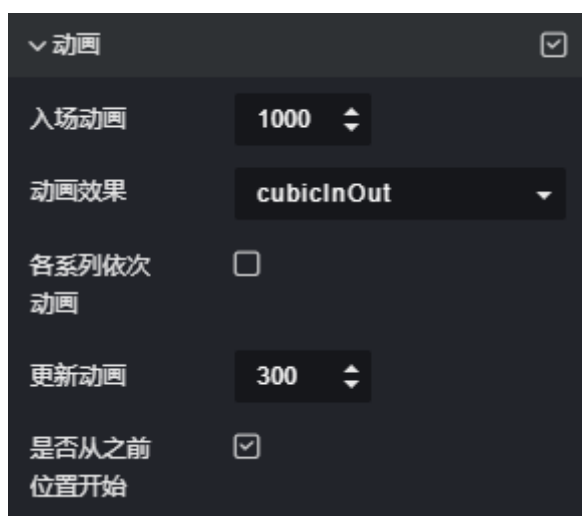 动画
入场动画 1000
动画效果 cubicInOut
各系列依次
动画
更新动画 300
是否从之前
位置开始